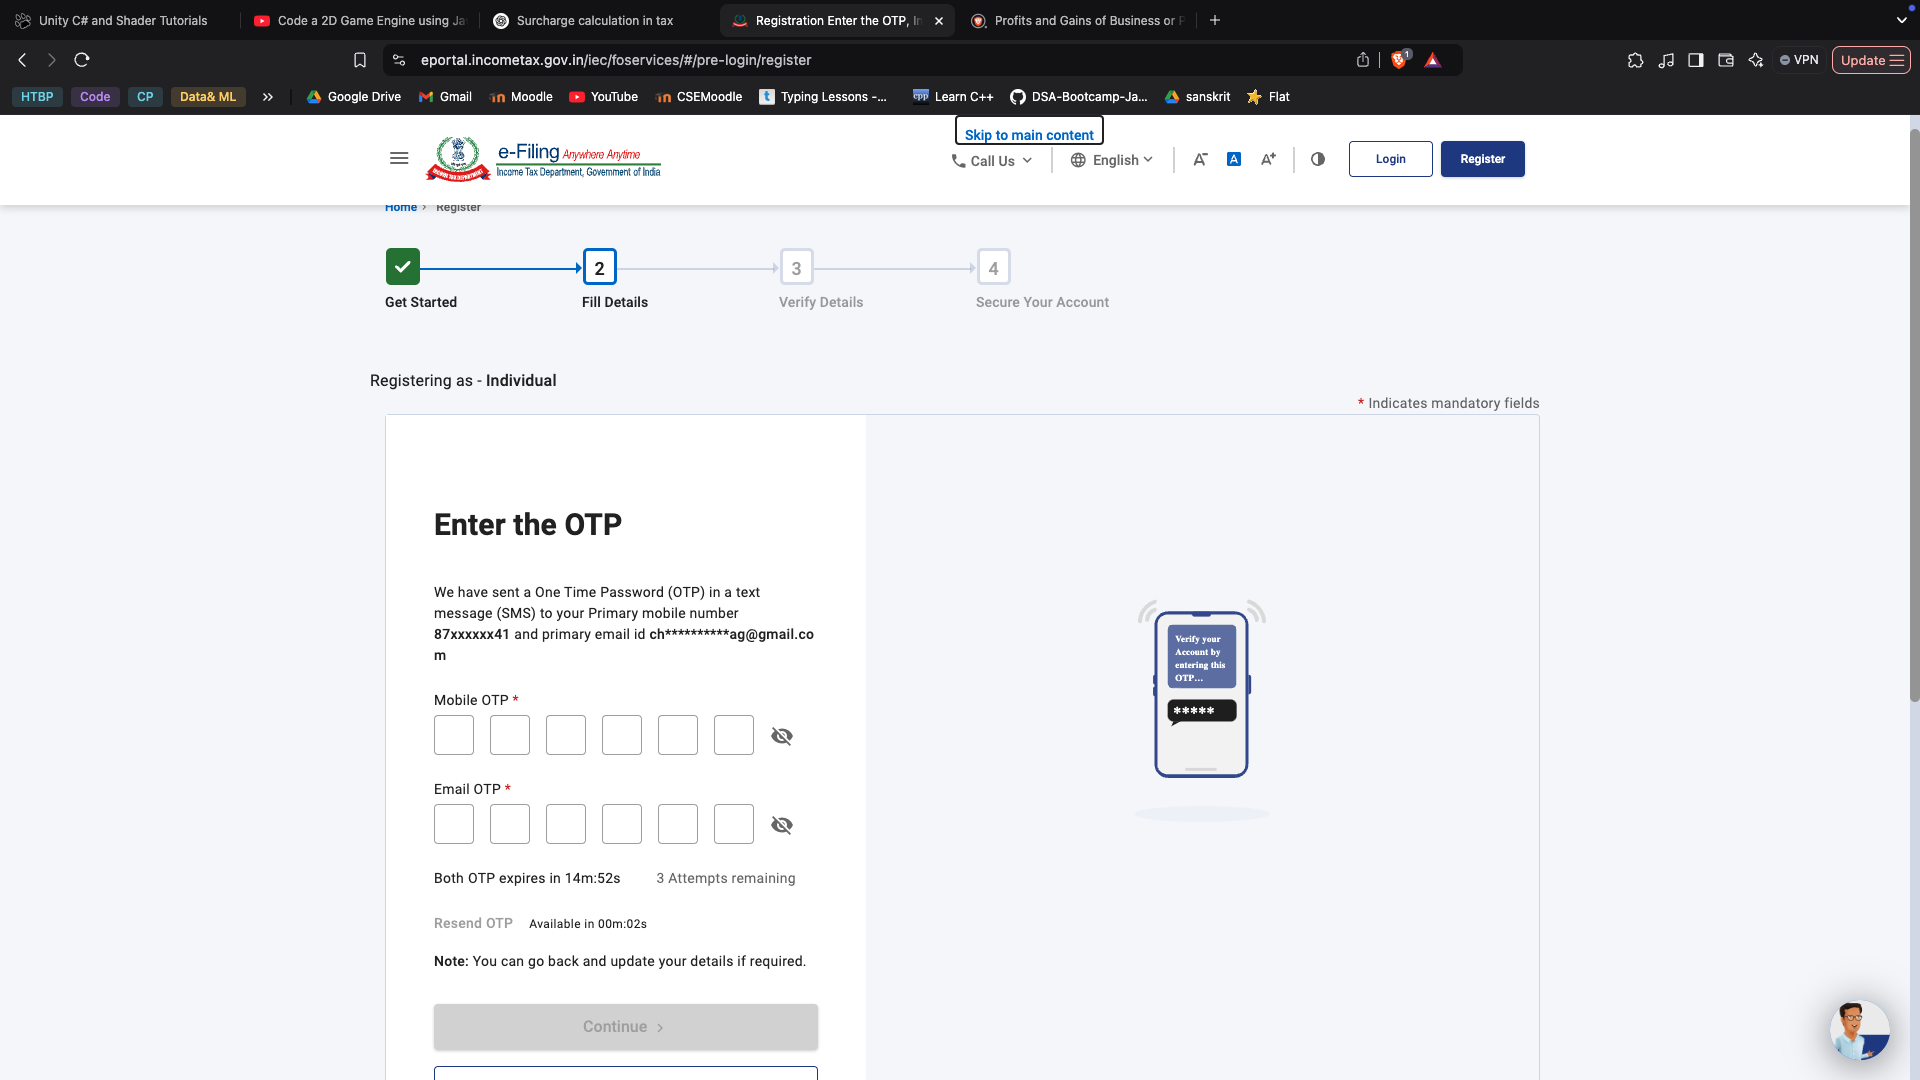 Unity C# and Shader Tutorials
Code a 2D Game Engine using Ja
Surcharge calculation in tax
Registration Enter the OTP, In
Profits and Gains of Business or P
eportal.incometax.gov.in/iec/foservices/#/pre-login/register
1
VPN
Update
HTBP
Code
CP
Data& ML
Google Drive
Gmail
Moodle
YouTube
CSEMoodle
Typing Lessons -...
Learn C++
DSA-Bootcamp-Ja...
sanskrit
Flat
Skip to main content
e-Filing Anywhere Anytime
Income Tax Department, Government of India
INCOME TAX DEPARTMENT
Call Us
English
A-
A
A+
Login
Register
Home > Register
2
3
4
Get Started
Fill Details
Verify Details
Secure Your Account
Registering as - Individual
* Indicates mandatory fields
Enter the OTP
We have sent a One Time Password (OTP) in a text
message (SMS) to your Primary mobile number
87xxxxxx41 and primary email id ch**********ag@gmail.co
m
Mobile OTP *
Email OTP *
Both OTP expires in 14m:52s
3 Attempts remaining
Resend OTP
Available in 00m:02s
Note: You can go back and update your details if required.
Continue >
Verify your
Account by
entering this
OTP...
*****